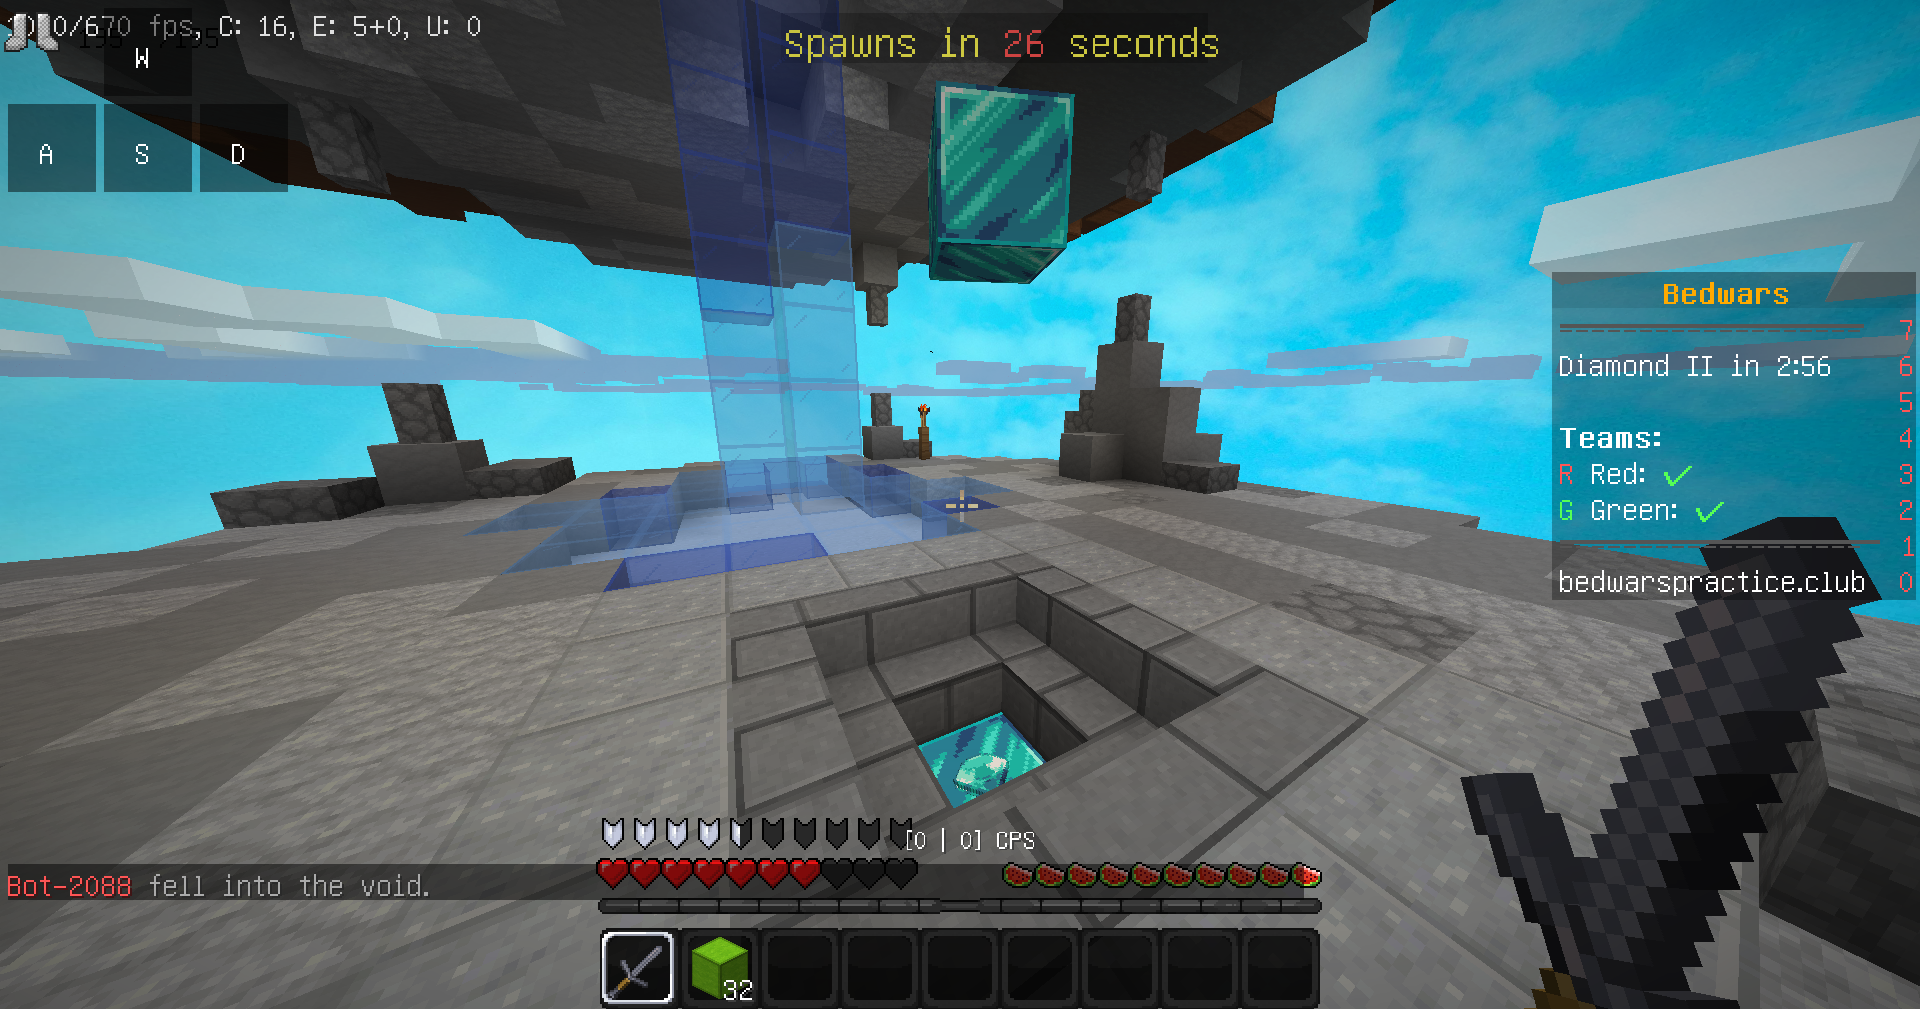 /670 fps, C: 16, E: 5+0, U: 0
W
A S D
Spawns in 26 seconds
Bedwars
7
Diamond II in 2:56 6
5
Teams: 4
R Red: ✓ 3
G Green: ✓ 2
1
bedwarspractice.club 0
[0 | 0] CPS
Bot-2088 fell into the void.
32